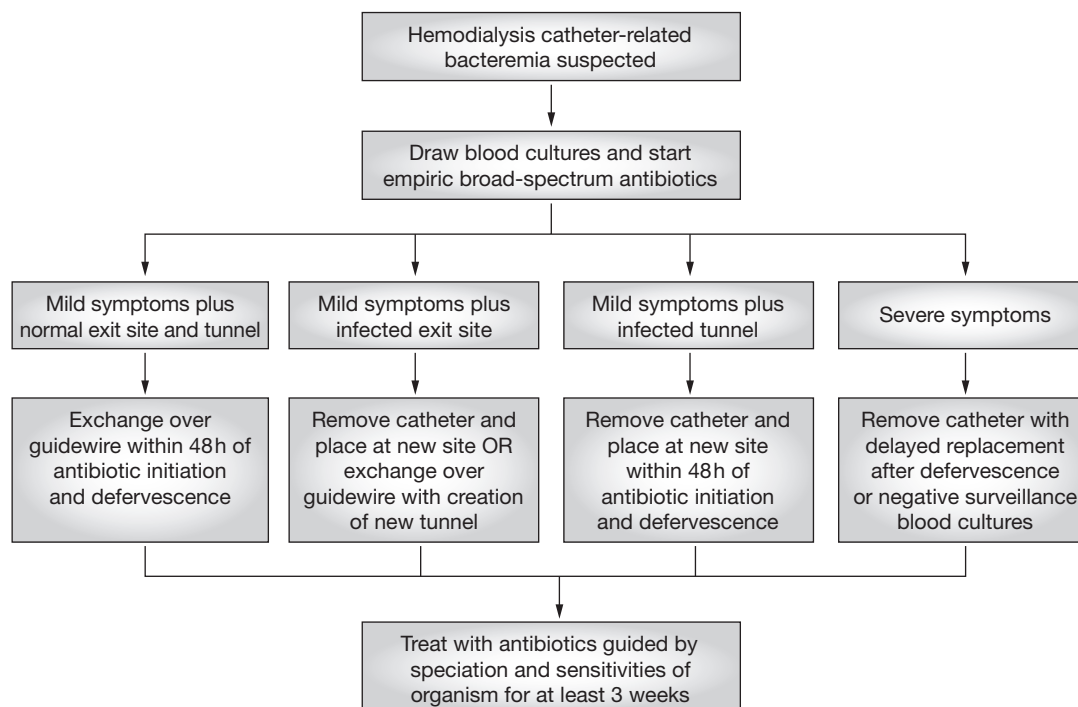 Hemodialysis catheter-related
bacteremia suspected
Draw blood cultures and start
empiric broad-spectrum antibiotics
Mild symptoms plus
normal exit site and tunnel
Mild symptoms plus
infected exit site
Mild symptoms plus
infected tunnel
Severe symptoms
Exchange over
guidewire within 48h of
antibiotic initiation
and defervescence
Remove catheter and
place at new site OR
exchange over
guidewire with creation
of new tunnel
Remove catheter and
place at new site
within 48h of
antibiotic initiation
and defervescence
Remove catheter with
delayed replacement
after defervescence
or negative surveillance
blood cultures
Treat with antibiotics guided by
speciation and sensitivities of
organism for at least 3 weeks